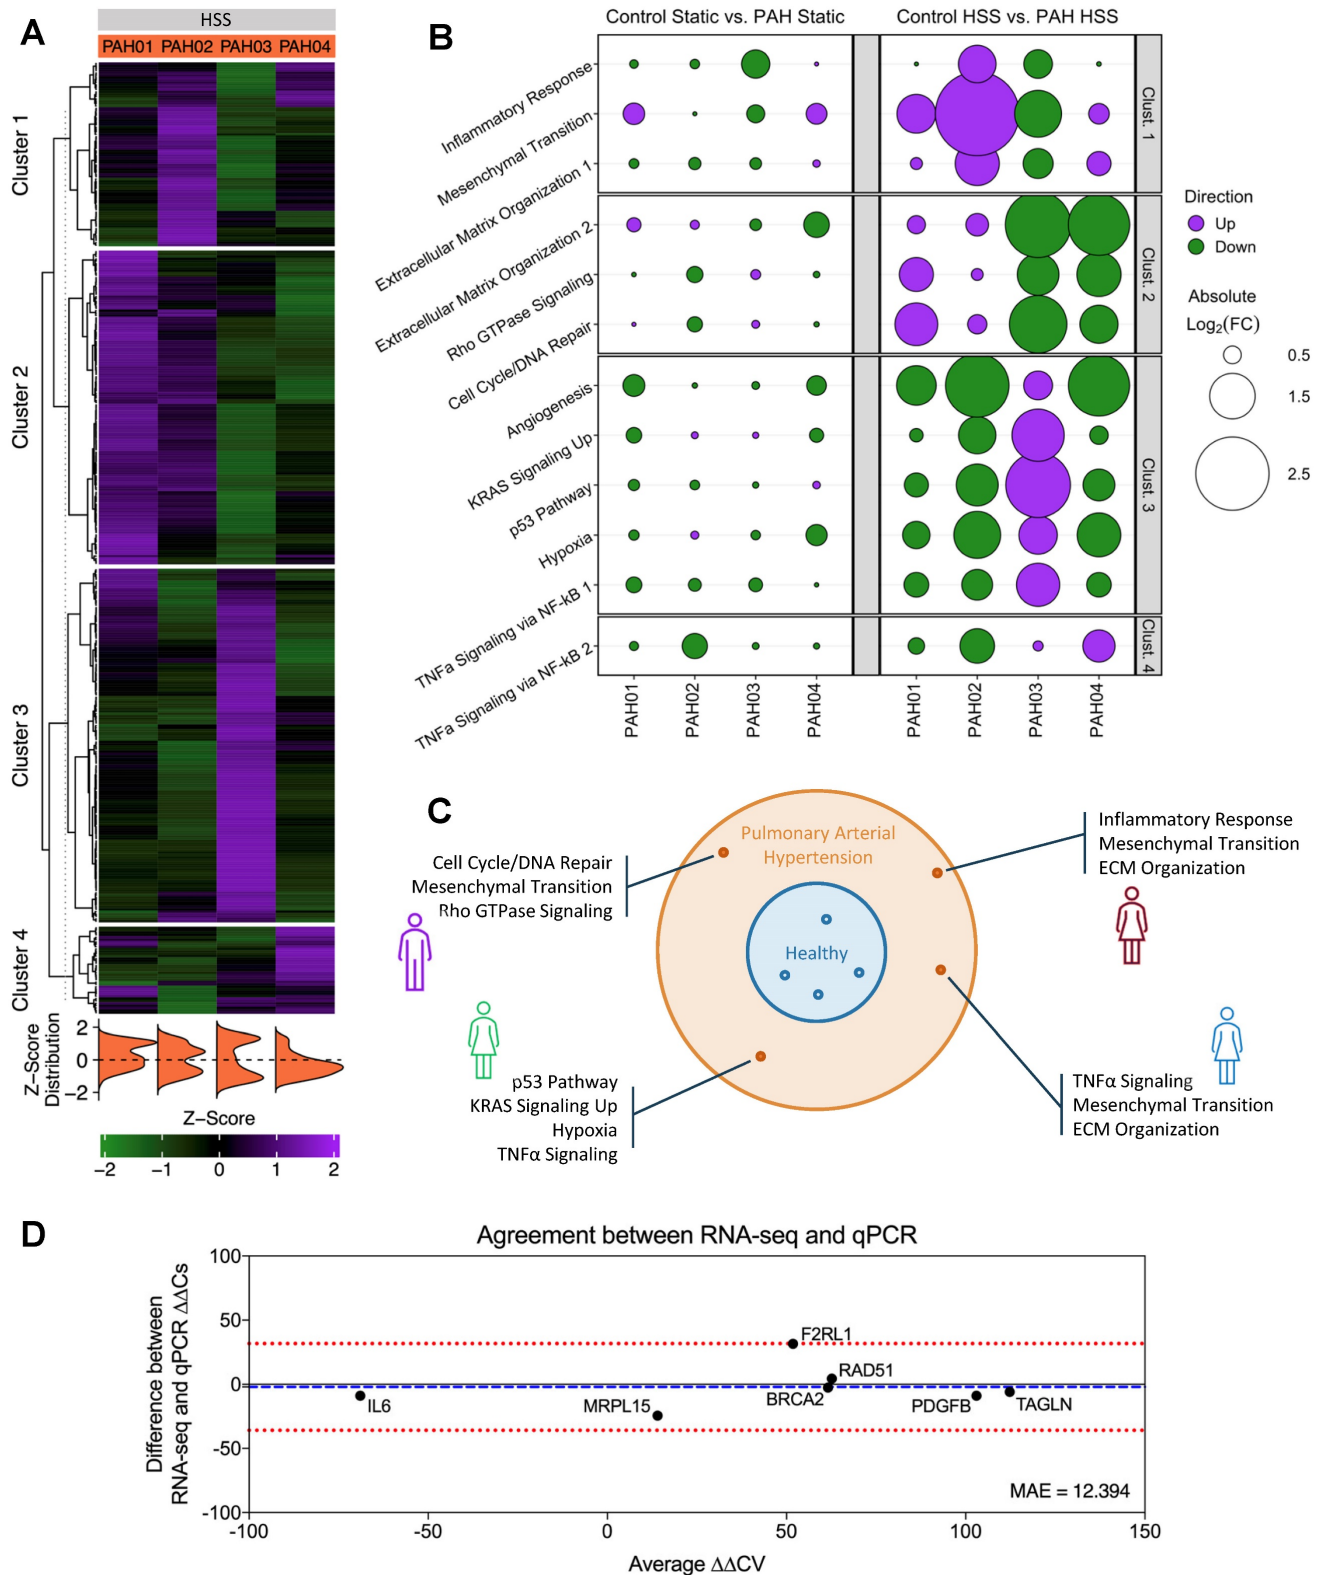 A
HSS
PAH01 PAH02 PAH03 PAH04
Cluster 1
Cluster 2
Cluster 3
Cluster 4
Z-Score
Distribution
2
0
−2
Z−Score
−2 −1 0 1 2
B
Control Static vs. PAH Static
Control HSS vs. PAH HSS
Inflammatory Response
Mesenchymal Transition
Extracellular Matrix Organization 1
Extracellular Matrix Organization 2
Rho GTPase Signaling
Cell Cycle/DNA Repair
Angiogenesis
KRAS Signaling Up
p53 Pathway
Hypoxia
TNFa Signaling via NF-kB 1
TNFa Signaling via NF-kB 2
Clust. 1
Clust. 2
Clust. 3
Clust. 4
PAH01 PAH02 PAH03 PAH04
PAH01 PAH02 PAH03 PAH04
Direction
Up
Down
Absolute
Log2(FC)
0.5
1.5
2.5
C
Pulmonary Arterial
Hypertension
Healthy
Cell Cycle/DNA Repair
Mesenchymal Transition
Rho GTPase Signaling
Inflammatory Response
Mesenchymal Transition
ECM Organization
p53 Pathway
KRAS Signaling Up
Hypoxia
TNFα Signaling
TNFα Signaling
Mesenchymal Transition
ECM Organization
D
Agreement between RNA-seq and qPCR
Difference between
RNA-seq and qPCR ΔΔCs
100
50
0
-50
-100
F2RL1
RAD51
BRCA2
IL6
MRPL15
PDGFB
TAGLN
MAE = 12.394
-100 -50 0 50 100 150
Average ΔΔCV